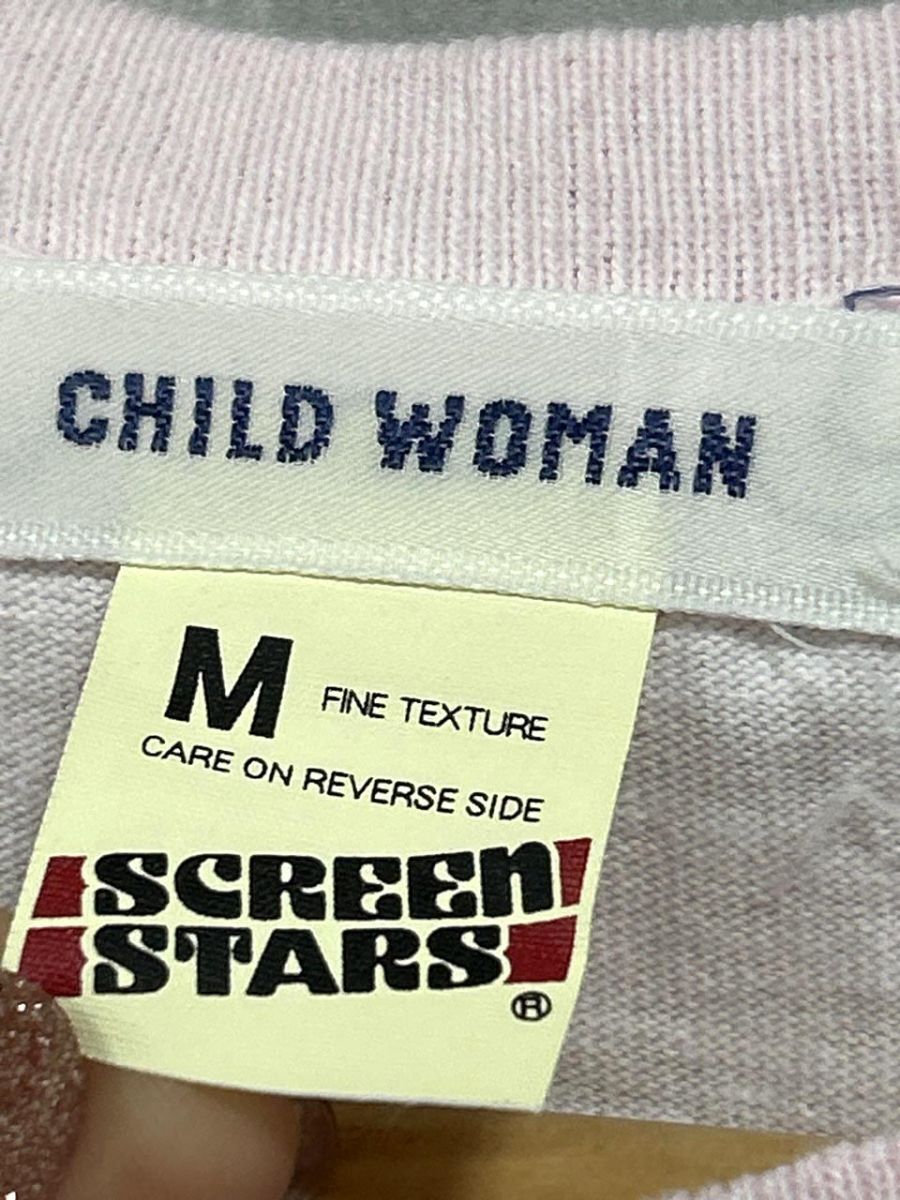 CHILD WOMAN
M FINE TEXTURE
CARE ON REVERSE SIDE
SCREEN
STARS
®